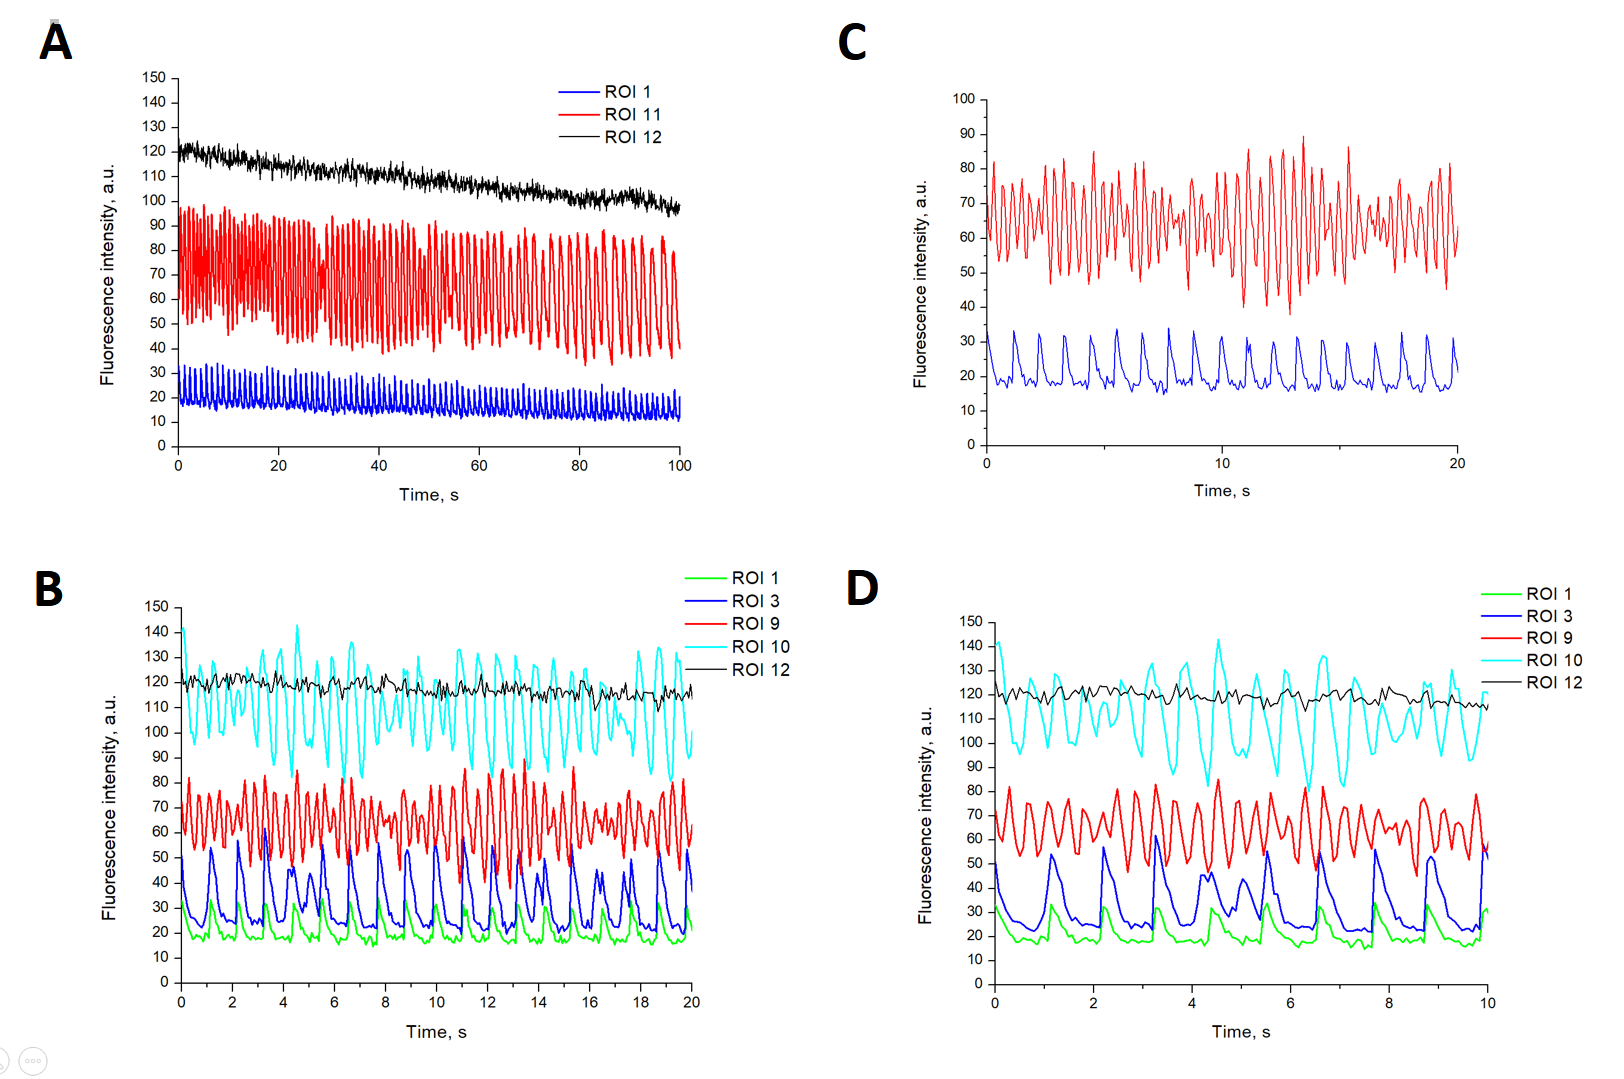 A
150
140
130
120
110
100
90
80
70
60
50
40
30
20
10
0
Fluorescence intensity, a.u.
ROI 1
ROI 11
ROI 12
0 20 40 60 80 100
Time, s
C
100
90
80
70
60
50
40
30
20
10
0
Fluorescence intensity, a.u.
0 10 20
Time, s
B
150
140
130
120
110
100
90
80
70
60
50
40
30
20
10
0
Fluorescence intensity, a.u.
ROI 1
ROI 3
ROI 9
ROI 10
ROI 12
0 2 4 6 8 10 12 14 16 18 20
Time, s
D
150
140
130
120
110
100
90
80
70
60
50
40
30
20
10
0
Fluorescence intensity, a.u.
ROI 1
ROI 3
ROI 9
ROI 10
ROI 12
0 2 4 6 8 10
Time, s